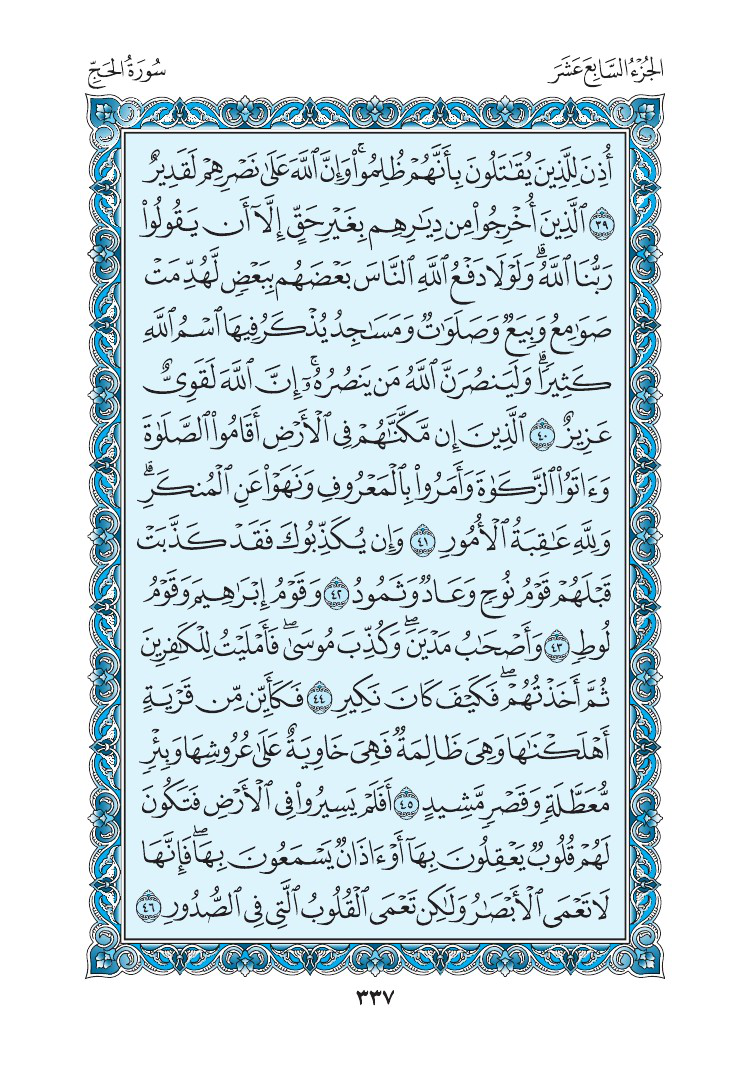 الجُزْءُ السَّابِعَ عَشَرَ
سُورَةُ الحَجِّ
أُذِنَ لِلَّذِينَ يُقَٰتَلُونَ بِأَنَّهُمۡ ظُلِمُواْۚ وَإِنَّ ٱللَّهَ عَلَىٰ نَصۡرِهِمۡ لَقَدِيرٌ
٣٩ ٱلَّذِينَ أُخۡرِجُواْ مِن دِيَٰرِهِم بِغَيۡرِ حَقٍّ إِلَّآ أَن يَقُولُواْ
رَبُّنَا ٱللَّهُۗ وَلَوۡلَا دَفۡعُ ٱللَّهِ ٱلنَّاسَ بَعۡضَهُم بِبَعۡضٖ لَّهُدِّمَتۡ
صَوَٰمِعُ وَبِيَعٞ وَصَلَوَٰتٞ وَمَسَٰجِدُ يُذۡكَرُ فِيهَا ٱسۡمُ ٱللَّهِ
كَثِيرٗاۗ وَلَيَنصُرَنَّ ٱللَّهُ مَن يَنصُرُهُۥٓۚ إِنَّ ٱللَّهَ لَقَوِيٌّ
عَزِيزٌ ٤٠ ٱلَّذِينَ إِن مَّكَّنَّٰهُمۡ فِي ٱلۡأَرۡضِ أَقَامُواْ ٱلصَّلَوٰةَ
وَءَاتَوُاْ ٱلزَّكَوٰةَ وَأَمَرُواْ بِٱلۡمَعۡرُوفِ وَنَهَوۡاْ عَنِ ٱلۡمُنكَرِۗ
وَلِلَّهِ عَٰقِبَةُ ٱلۡأُمُورِ ٤١ وَإِن يُكَذِّبُوكَ فَقَدۡ كَذَّبَتۡ
قَبۡلَهُمۡ قَوۡمُ نُوحٖ وَعَادٞ وَثَمُودُ ٤٢ وَقَوۡمُ إِبۡرَٰهِيمَ وَقَوۡمُ
لُوطٖ ٤٣ وَأَصۡحَٰبُ مَدۡيَنَۖ وَكُذِّبَ مُوسَىٰۖ فَأَمۡلَيۡتُ لِلۡكَٰفِرِينَ
ثُمَّ أَخَذۡتُهُمۡۖ فَكَيۡفَ كَانَ نَكِيرِ ٤٤ فَكَأَيِّن مِّن قَرۡيَةٍ
أَهۡلَكۡنَٰهَا وَهِيَ ظَالِمَةٞ فَهِيَ خَاوِيَةٌ عَلَىٰ عُرُوشِهَا وَبِئۡرٖ
مُّعَطَّلَةٖ وَقَصۡرٖ مَّشِيدٍ ٤٥ أَفَلَمۡ يَسِيرُواْ فِي ٱلۡأَرۡضِ فَتَكُونَ
لَهُمۡ قُلُوبٞ يَعۡقِلُونَ بِهَآ أَوۡ ءَاذَانٞ يَسۡمَعُونَ بِهَاۖ فَإِنَّهَا
لَا تَعۡمَى ٱلۡأَبۡصَٰرُ وَلَٰكِن تَعۡمَى ٱلۡقُلُوبُ ٱلَّتِي فِي ٱلصُّدُورِ ٤٦
٣٣٧